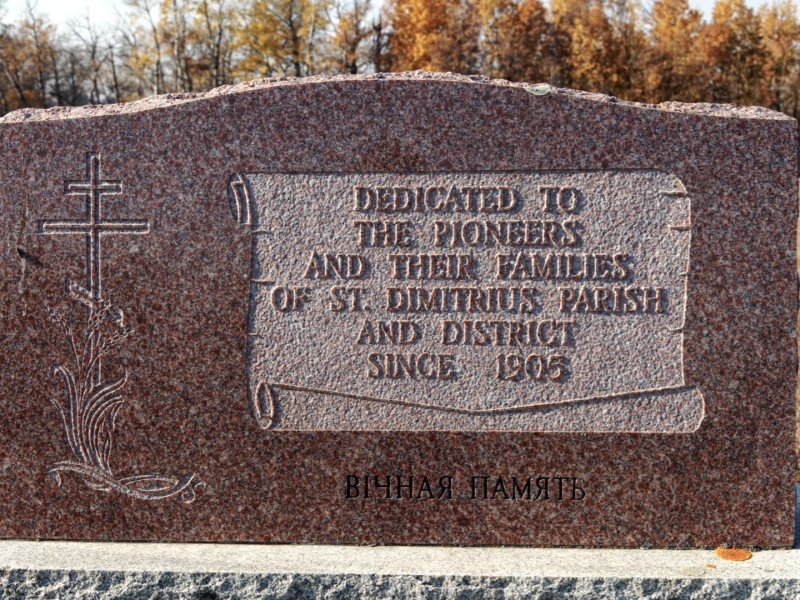 DEDICATED TO
THE PIONEERS
AND THEIR FAMILIES
OF ST. DIMITRIUS PARISH
AND DISTRICT
SINCE 1905
ВІЧНАЯ ПАМЯТЬ